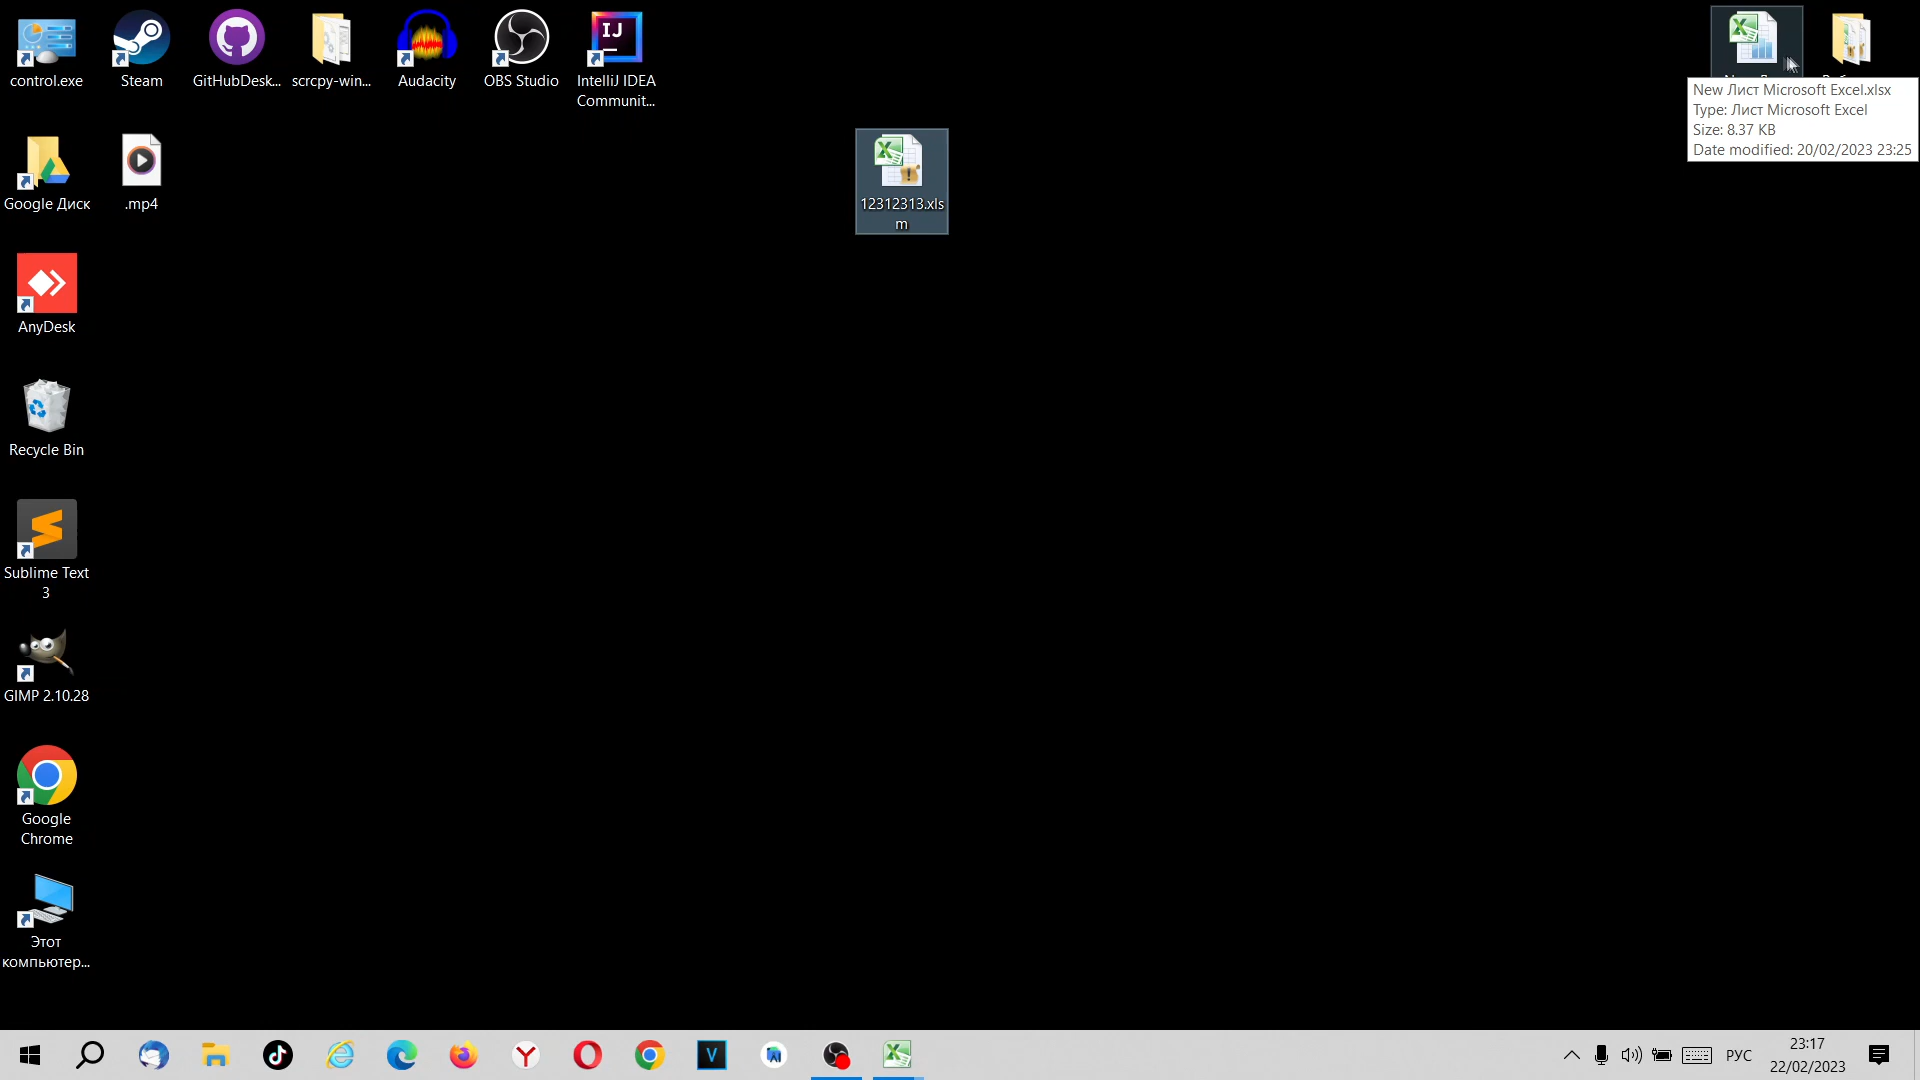 control.exe
Steam
GitHubDesk...
scrcpy-win...
Audacity
OBS Studio
IntelliJ IDEA
Communit...
New Лист Microsoft Excel.xlsx
Type: Лист Microsoft Excel
Size: 8.37 KB
Date modified: 20/02/2023 23:25
Google Диск
.mp4
12312313.xls
m
AnyDesk
Recycle Bin
Sublime Text
3
GIMP 2.10.28
Google
Chrome
Этот
компьютер...
РУС
23:17
22/02/2023